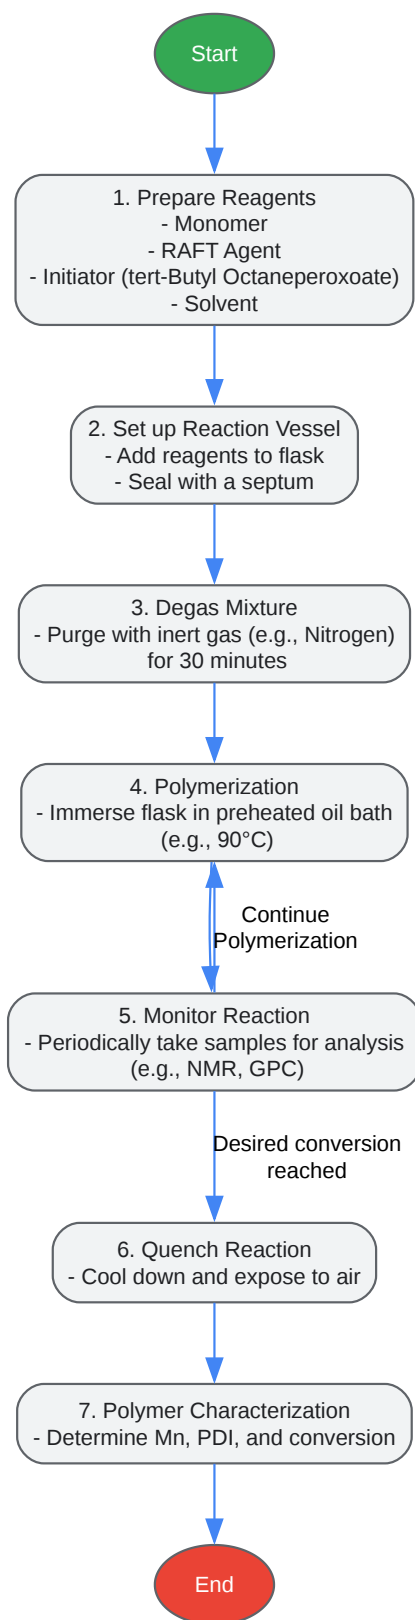 Start
1. Prepare Reagents
- Monomer
- RAFT Agent
- Initiator (tert-Butyl Octaneperoxoate)
- Solvent
2. Set up Reaction Vessel
- Add reagents to flask
- Seal with a septum
3. Degas Mixture
- Purge with inert gas (e.g., Nitrogen)
for 30 minutes
4. Polymerization
- Immerse flask in preheated oil bath
(e.g., 90°C)
Continue
Polymerization
5. Monitor Reaction
- Periodically take samples for analysis
(e.g., NMR, GPC)
Desired conversion
reached
6. Quench Reaction
- Cool down and expose to air
7. Polymer Characterization
- Determine Mn, PDI, and conversion
End